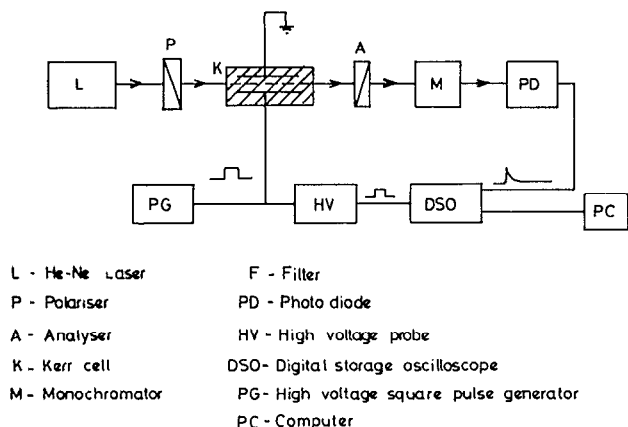 P
K
A
L
M
PD
PG
HV
DSO
PC
L - He-Ne Laser
F - Filter
P - Polariser
PD - Photo diode
A - Analyser
HV - High voltage probe
K - Kerr cell
DSO- Digital storage oscilloscope
M - Monochromator
PG - High voltage square pulse generator
PC - Computer